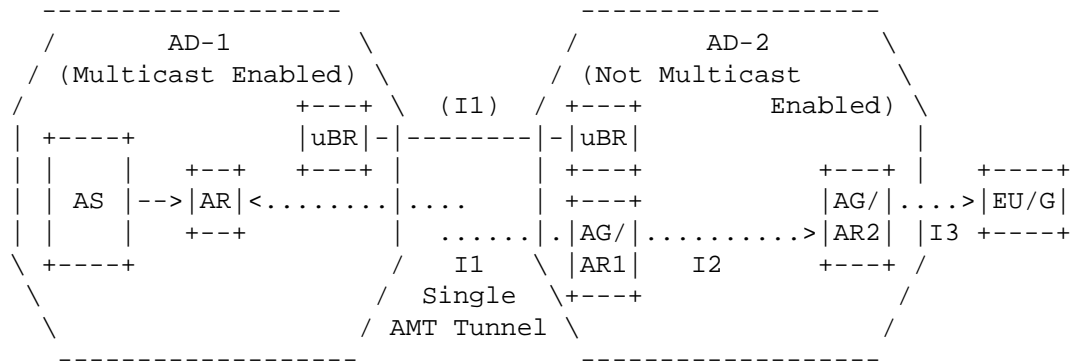 -------------------               -------------------
   /       AD-1        \             /        AD-2       \
  / (Multicast Enabled) \           / (Not Multicast      \
 /                 +---+ \  (I1)  / +---+        Enabled) \
|  +----+          |uBR|-|--------|-|uBR|                  |
|  |    |   +--+   +---+ |        | +---+            +---+ |   +----+
|  | AS |-->|AR|<........|....    | +---+            |AG/|....>|EU/G|
|  |    |   +--+         |  ......|.|AG/|..........>|AR2|  |I3 +----+
 \ +----+                /   I1    \ |AR1|   I2      +---+ /
  \                     /  Single   \+---+                /
   \                   / AMT Tunnel  \                   /
    -------------------               -------------------